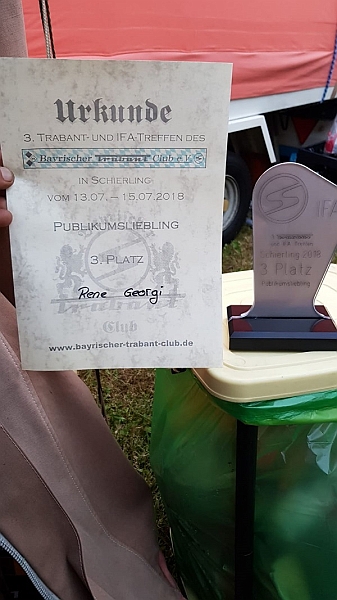 Urkunde
3. Trabant- und IFA-Treffen des
Bayrischer Trabant Club e.V.
in Schierling
vom 13.07. – 15.07.2018
Publikumsliebling
3. Platz
Rene Georgi
Club
www.bayrischer-trabant-club.de
IFA
Schierling 2018
3. Platz
Publikumsliebling